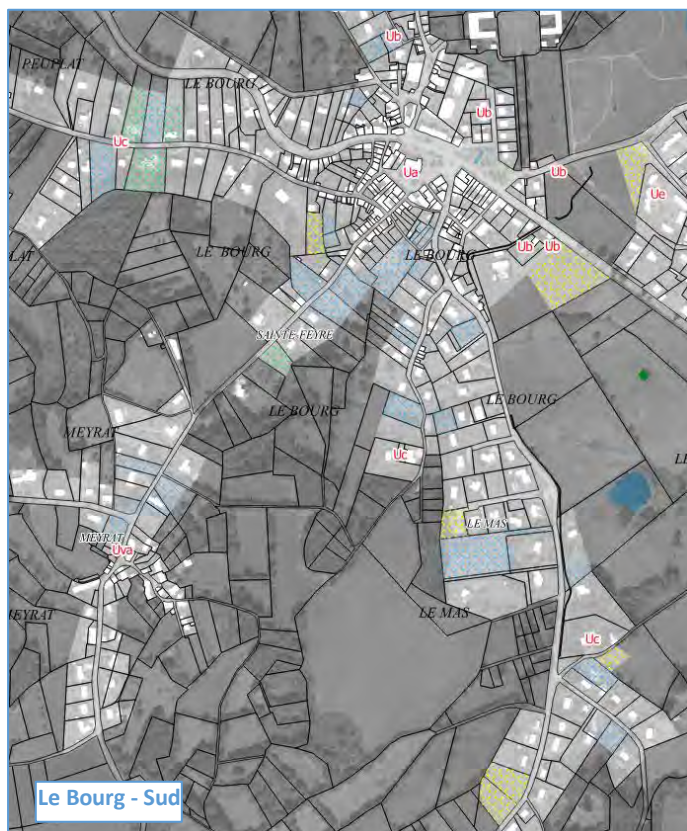 Ub
PEUPLAT
LE BOURG
Ub
Uc
Ua
Ub
Ue
LE BOURG
LE BOURG
Ub
Ub
SAINTE-FEYRE
LE BOURG
LE BOURG
MEYRAT
Uc
LE MAS
MEYRAT
Uva
LE MAS
Uc
Le Bourg - Sud